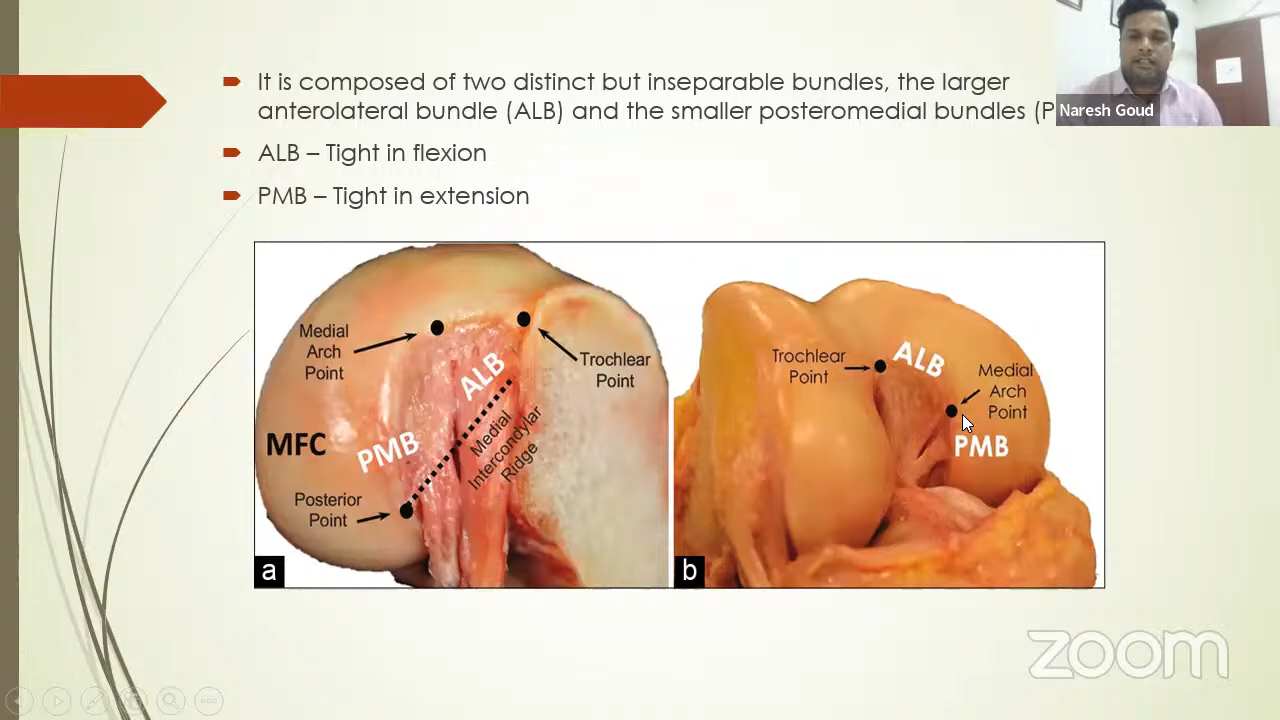 It is composed of two distinct but inseparable bundles, the larger
anterolateral bundle (ALB) and the smaller posteromedial bundles (P
Naresh Goud
ALB – Tight in flexion
PMB – Tight in extension
Medial
Arch
Point
Trochlear
Point
ALB
MFC
PMB
Medial
Intercondylar
Ridge
Posterior
Point
a
Trochlear
Point
ALB
Medial
Arch
Point
PMB
b
zoom